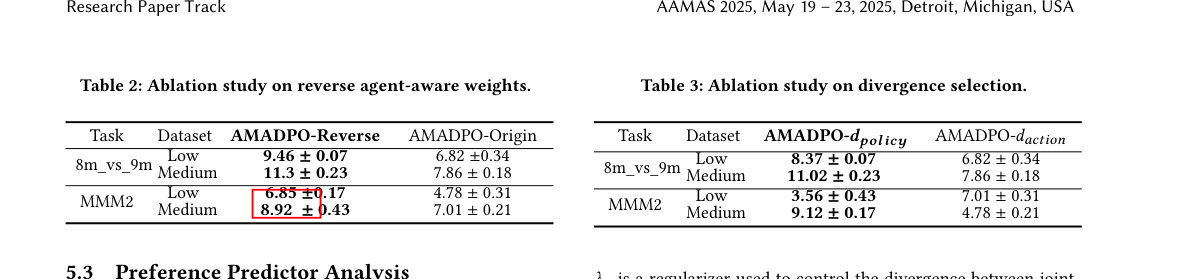 Research Paper Track
AAMAS 2025, May 19 – 23, 2025, Detroit, Michigan, USA
Table 2: Ablation study on reverse agent-aware weights.
Task Dataset AMADPO-Reverse AMADPO-Origin
8m_vs_9m Low 9.46 ± 0.07 6.82 ±0.34
Medium 11.3 ± 0.23 7.86 ± 0.18
MMM2 Low 6.85 ±0.17 4.78 ± 0.31
Medium 8.92 ± 0.43 7.01 ± 0.21
5.3 Preference Predictor Analysis
Table 3: Ablation study on divergence selection.
Task Dataset AMADPO-d_policy AMADPO-d_action
8m_vs_9m Low 8.37 ± 0.07 6.82 ± 0.34
Medium 11.02 ± 0.23 7.86 ± 0.18
MMM2 Low 3.56 ± 0.43 7.01 ± 0.31
Medium 9.12 ± 0.17 4.78 ± 0.21
is a regularizer used to control the divergence between joint